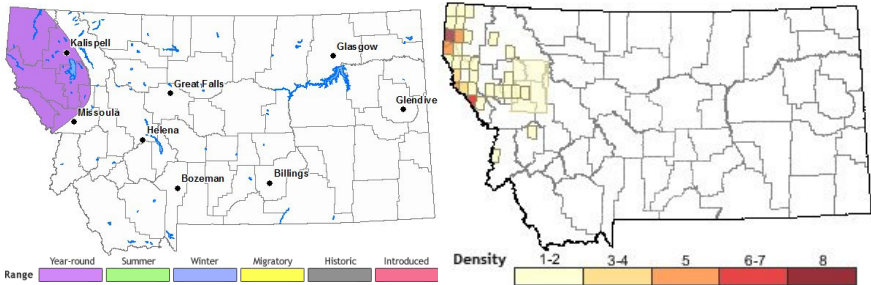 Kalispell
Glasgow
Great Falls
Glendive
Missoula
Helena
Bozeman
Billings
Year-round Summer Winter Migratory Historic Introduced
Range
Density 1-2 3-4 5 6-7 8